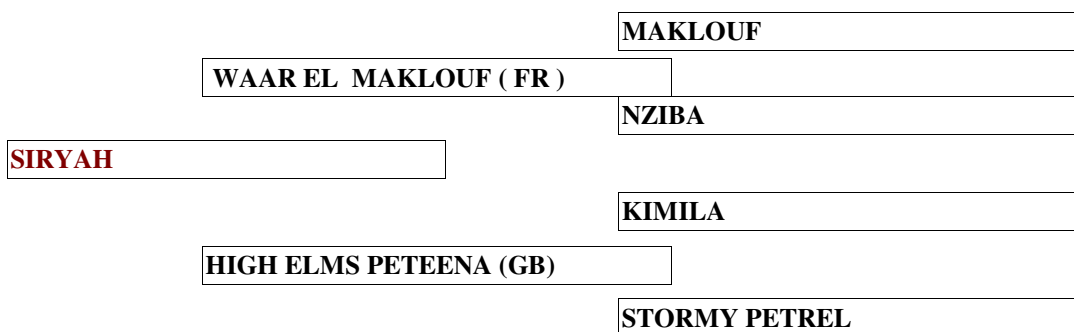 MAKLOUF
WAAR EL MAKLOUF ( FR )
NZIBA
SIRYAH
KIMILA
HIGH ELMS PETEENA (GB)
STORMY PETREL